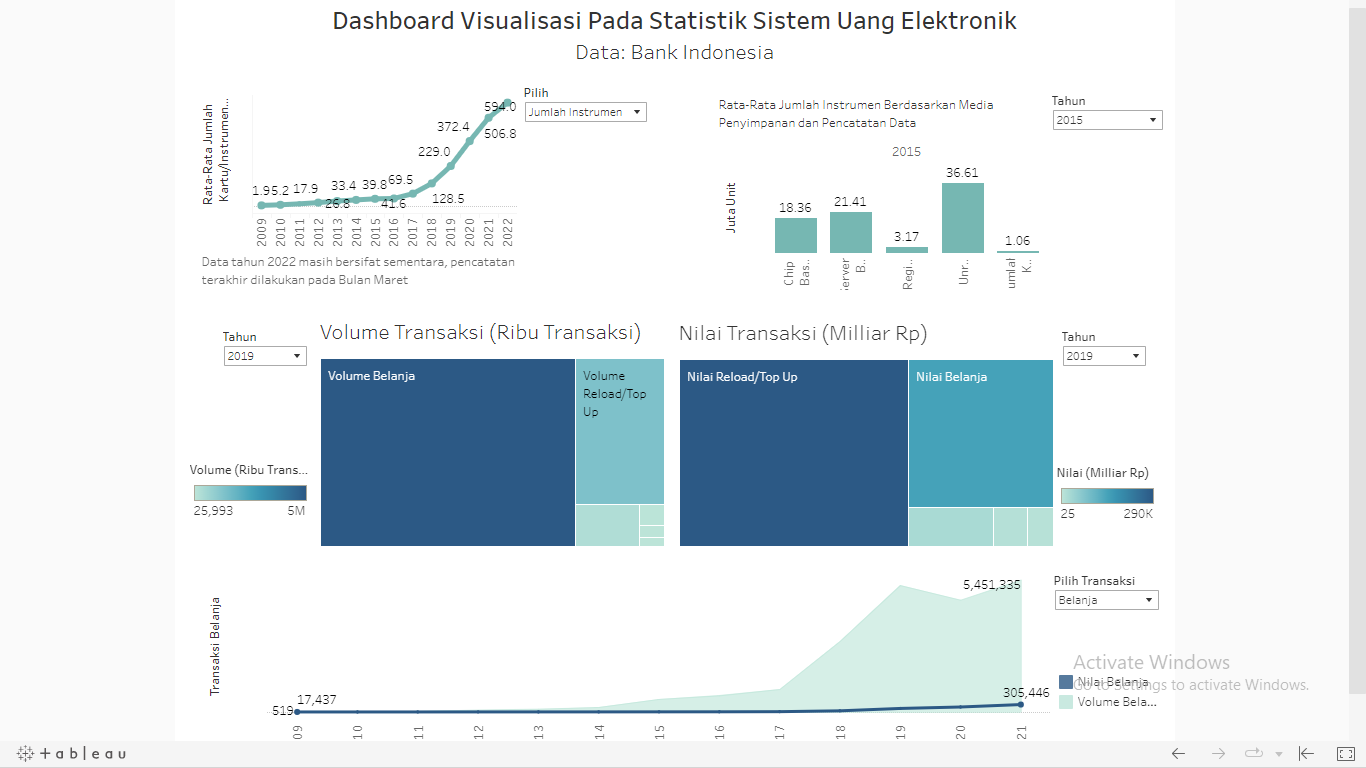 Dashboard Visualisasi Pada Statistik Sistem Uang Elektronik
Data: Bank Indonesia
Rata-Rata Jumlah
Kartu/Instrumen...
1.9
5.2
17.9
26.8
33.4
39.8
41.6
69.5
128.5
229.0
372.4
506.8
594.0
2009
2010
2011
2012
2013
2014
2015
2016
2017
2018
2019
2020
2021
2022
Data tahun 2022 masih bersifat sementara, pencatatan
terakhir dilakukan pada Bulan Maret
Pilih
Jumlah Instrumen
Rata-Rata Jumlah Instrumen Berdasarkan Media
Penyimpanan dan Pencatatan Data
2015
Juta Unit
18.36
21.41
3.17
36.61
1.06
Chip
Bas..
Server
B..
Regi..
Unr..
umlal
K..
Tahun
2015
Tahun
2019
Volume (Ribu Trans...
25,993
5M
Volume Transaksi (Ribu Transaksi)
Volume Belanja
Volume
Reload/Top
Up
Nilai Transaksi (Milliar Rp)
Nilai Reload/Top Up
Nilai Belanja
Tahun
2019
Nilai (Milliar Rp)
25
290K
Transaksi Belanja
519
17,437
5,451,335
305,446
09
10
11
12
13
14
15
16
17
18
19
20
21
Pilih Transaksi
Belanja
Nilai Belanja
Volume Bela...
Activate Windows
Go to Settings to activate Windows.
+ableau